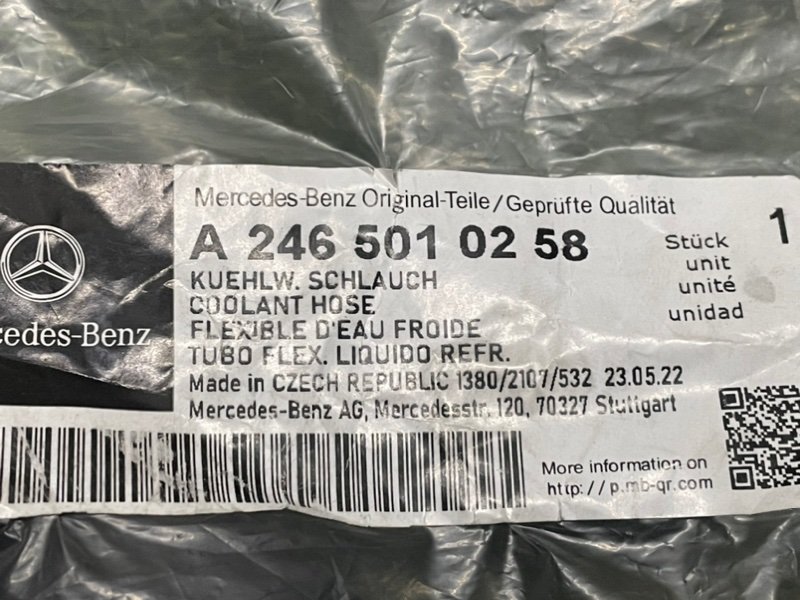 Mercedes-Benz Original-Teile/Geprüfte Qualität
A 246 501 02 58
KUEHLW. SCHLAUCH
COOLANT HOSE
FLEXIBLE D'EAU FROIDE
TUBO FLEX. LIQUIDO REFR.
Made in CZECH REPUBLIC 1380/2107/532 23.05.22
Mercedes-Benz AG, Mercedesstr. 120, 70327 Stuttgart
1
Stück
unit
unité
unidad
cedes-Benz
More information on
http://p.mb-qr.com